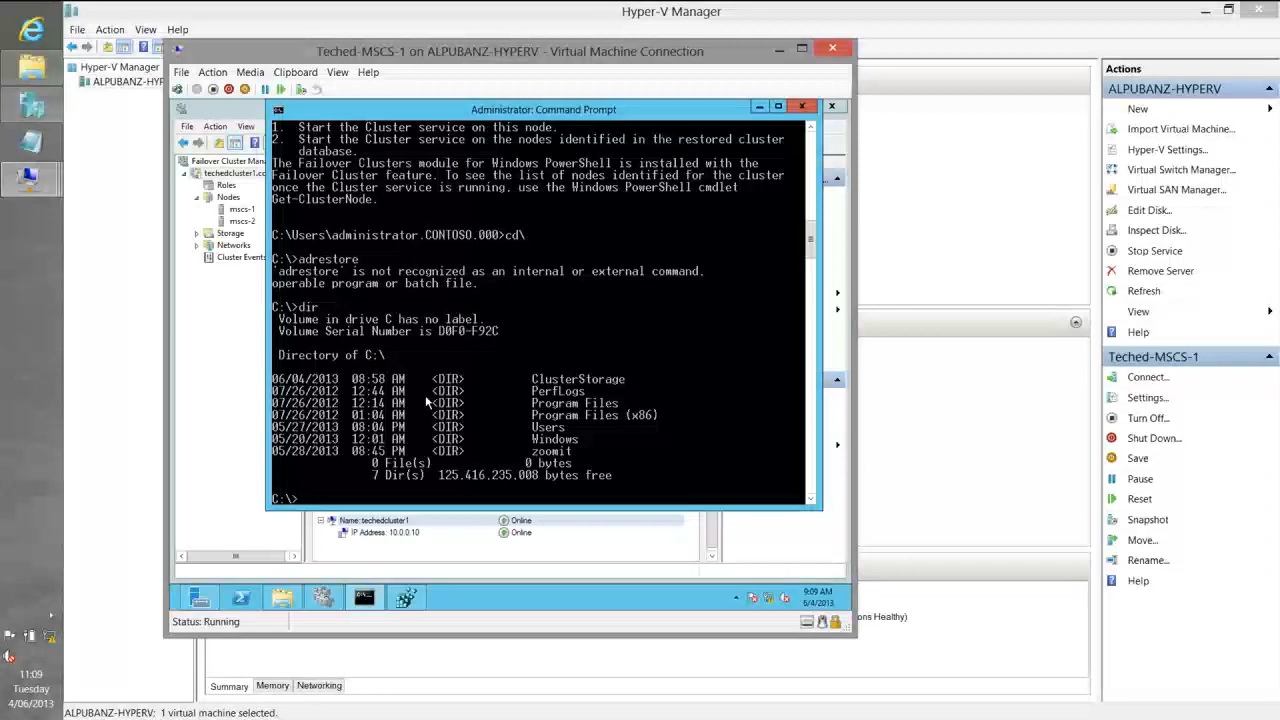 Hyper-V Manager
File Action View Help
Hyper-V Manager
ALPUBANZ-HYPERV
Teched-MSCS-1 on ALPUBANZ-HYPERV - Virtual Machine Connection
File Action Media Clipboard View Help
File Action View
Failover Cluster Mana
techedcluster1.co
Roles
Nodes
mscs-1
mscs-2
Storage
Networks
Cluster Events
Administrator: Command Prompt
1. Start the Cluster service on this node.
2. Start the Cluster service on the nodes identified in the restored cluster
database.
The Failover Clusters module for Windows PowerShell is installed with the
Failover Cluster feature. To see the list of nodes identified for the cluster
once the Cluster service is running, use the Windows PowerShell cmdlet
Get-ClusterNode.
C:\Users\administrator.CONTOSO.000>cd\
C:\>adrestore
'adrestore' is not recognized as an internal or external command,
operable program or batch file.
C:\>dir
Volume in drive C has no label.
Volume Serial Number is D0F0-F92C
Directory of C:\
06/04/2013 08:58 AM <DIR> ClusterStorage
07/26/2012 12:44 AM <DIR> PerfLogs
07/26/2012 12:14 AM <DIR> Program Files
07/26/2012 01:04 AM <DIR> Program Files (x86)
05/27/2013 08:04 PM <DIR> Users
05/20/2013 12:01 AM <DIR> Windows
05/28/2013 08:45 PM <DIR> zoomit
0 File(s) 0 bytes
7 Dir(s) 125,416,235,008 bytes free
C:\>
Name: techedcluster1 Online
IP Address: 10.0.0.10 Online
9:09 AM
6/4/2013
Status: Running
ons Healthy)
Summary Memory Networking
ALPUBANZ-HYPERV: 1 virtual machine selected.
Actions
ALPUBANZ-HYPERV
New
Import Virtual Machine...
Hyper-V Settings...
Virtual Switch Manager...
Virtual SAN Manager...
Edit Disk...
Inspect Disk...
Stop Service
Remove Server
Refresh
View
Help
Teched-MSCS-1
Connect...
Settings...
Turn Off...
Shut Down...
Save
Pause
Reset
Snapshot
Move...
Rename...
Help
11:09
Tuesday
4/06/2013